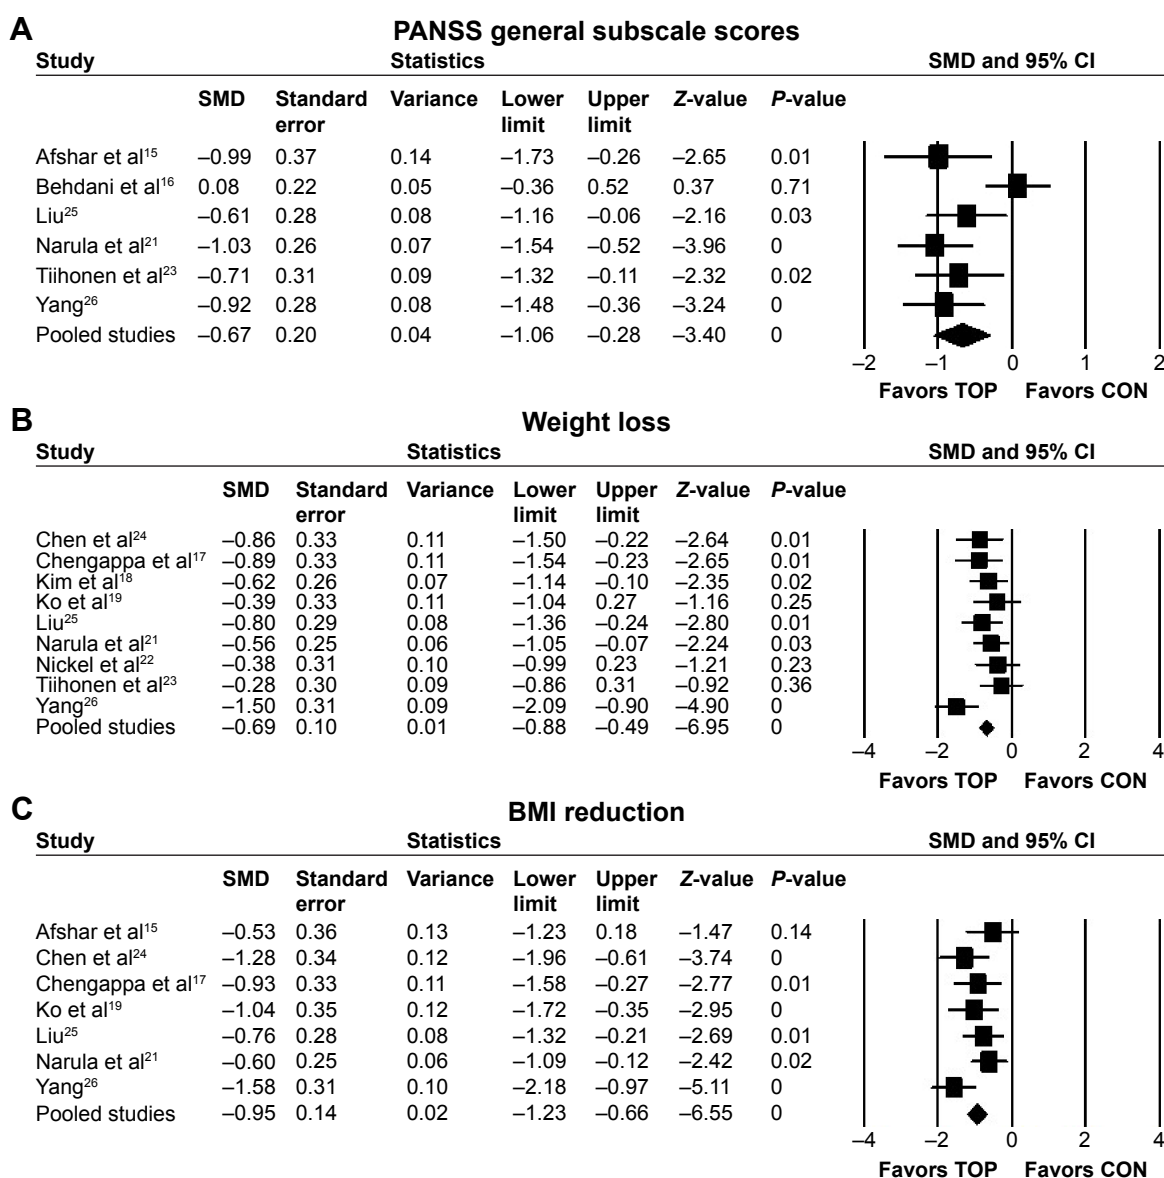 A
PANSS general subscale scores
Study Statistics SMD and 95% CI
SMD Standard error Variance Lower limit Upper limit Z-value P-value
Afshar et al15 –0.99 0.37 0.14 –1.73 –0.26 –2.65 0.01
Behdani et al16 0.08 0.22 0.05 –0.36 0.52 0.37 0.71
Liu25 –0.61 0.28 0.08 –1.16 –0.06 –2.16 0.03
Narula et al21 –1.03 0.26 0.07 –1.54 –0.52 –3.96 0
Tiihonen et al23 –0.71 0.31 0.09 –1.32 –0.11 –2.32 0.02
Yang26 –0.92 0.28 0.08 –1.48 –0.36 –3.24 0
Pooled studies –0.67 0.20 0.04 –1.06 –0.28 –3.40 0
–2 –1 0 1 2
Favors TOP Favors CON
B
Weight loss
Study Statistics SMD and 95% CI
SMD Standard error Variance Lower limit Upper limit Z-value P-value
Chen et al24 –0.86 0.33 0.11 –1.50 –0.22 –2.64 0.01
Chengappa et al17 –0.89 0.33 0.11 –1.54 –0.23 –2.65 0.01
Kim et al18 –0.62 0.26 0.07 –1.14 –0.10 –2.35 0.02
Ko et al19 –0.39 0.33 0.11 –1.04 0.27 –1.16 0.25
Liu25 –0.80 0.29 0.08 –1.36 –0.24 –2.80 0.01
Narula et al21 –0.56 0.25 0.06 –1.05 –0.07 –2.24 0.03
Nickel et al22 –0.38 0.31 0.10 –0.99 0.23 –1.21 0.23
Tiihonen et al23 –0.28 0.30 0.09 –0.86 0.31 –0.92 0.36
Yang26 –1.50 0.31 0.09 –2.09 –0.90 –4.90 0
Pooled studies –0.69 0.10 0.01 –0.88 –0.49 –6.95 0
–4 –2 0 2 4
Favors TOP Favors CON
C
BMI reduction
Study Statistics SMD and 95% CI
SMD Standard error Variance Lower limit Upper limit Z-value P-value
Afshar et al15 –0.53 0.36 0.13 –1.23 0.18 –1.47 0.14
Chen et al24 –1.28 0.34 0.12 –1.96 –0.61 –3.74 0
Chengappa et al17 –0.93 0.33 0.11 –1.58 –0.27 –2.77 0.01
Ko et al19 –1.04 0.35 0.12 –1.72 –0.35 –2.95 0
Liu25 –0.76 0.28 0.08 –1.32 –0.21 –2.69 0.01
Narula et al21 –0.60 0.25 0.06 –1.09 –0.12 –2.42 0.02
Yang26 –1.58 0.31 0.10 –2.18 –0.97 –5.11 0
Pooled studies –0.95 0.14 0.02 –1.23 –0.66 –6.55 0
–4 –2 0 2 4
Favors TOP Favors CON